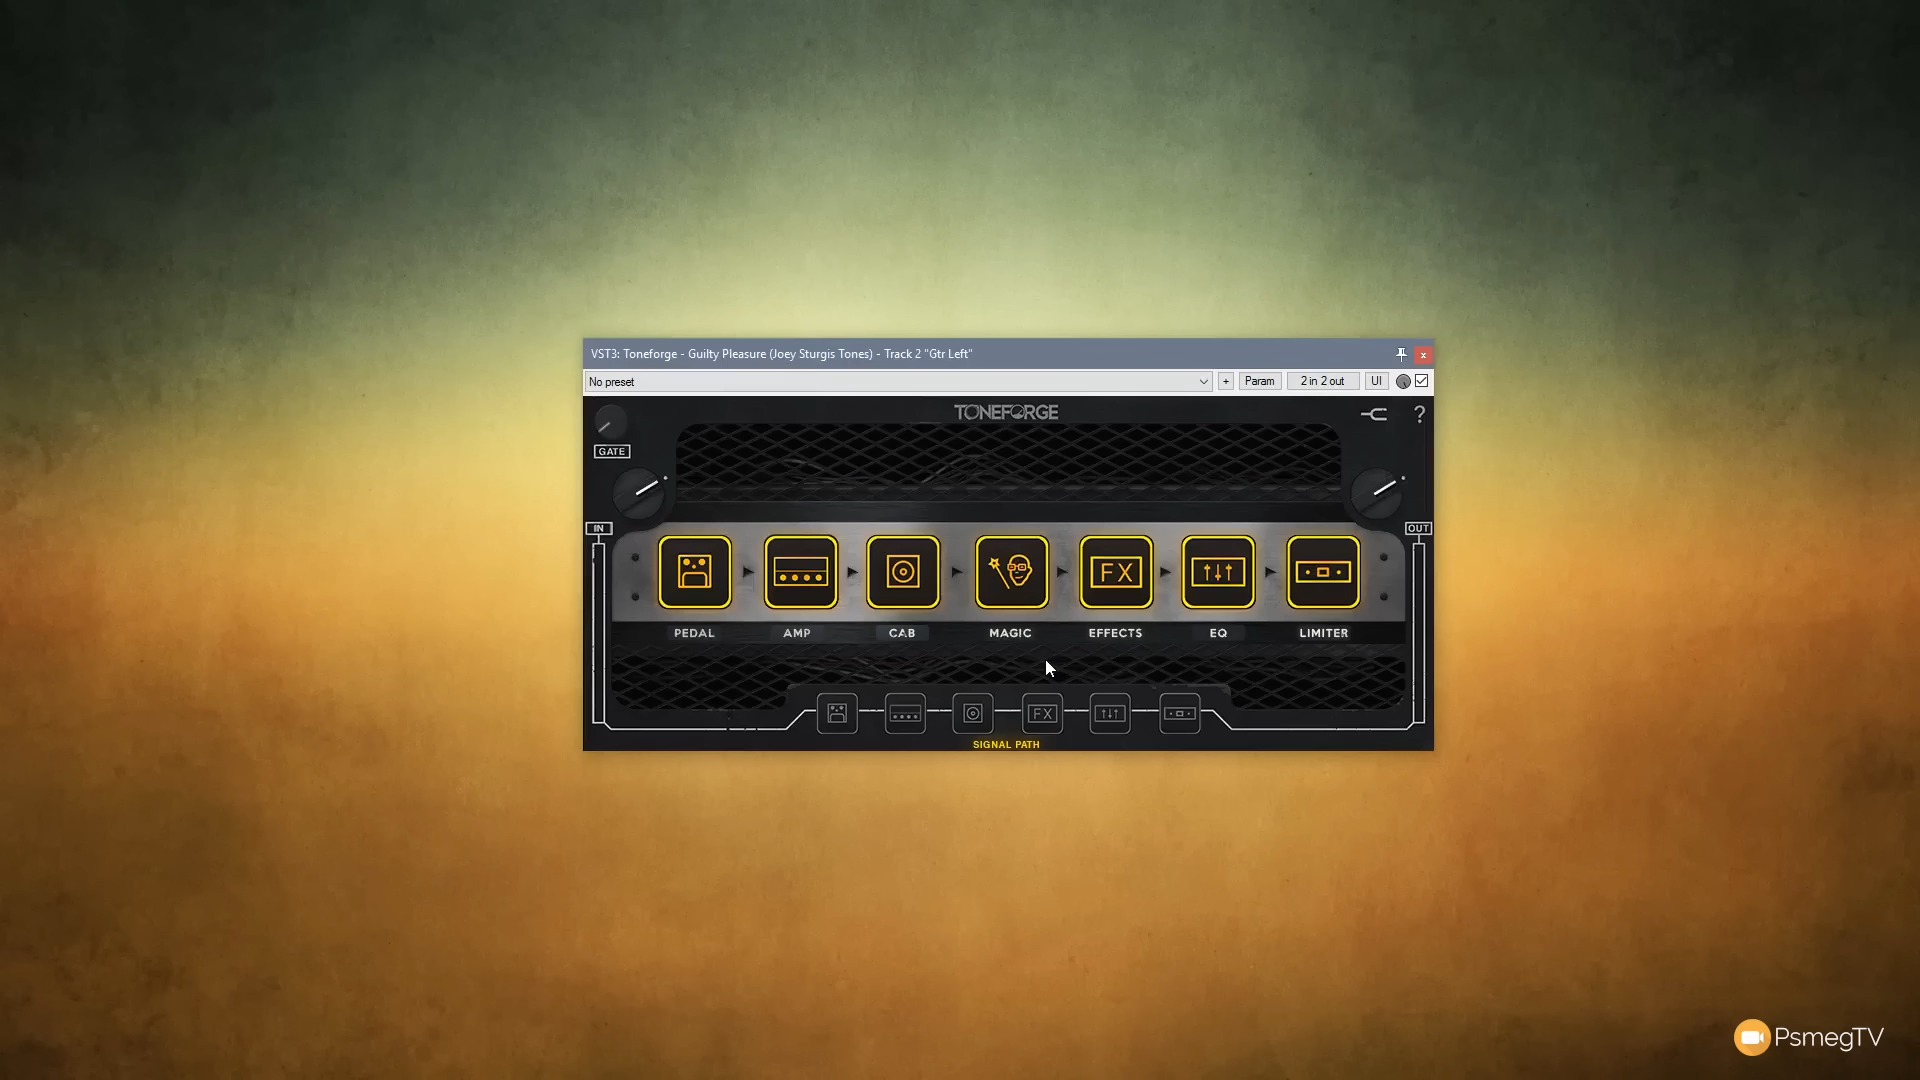 VST3: Toneforge - Guilty Pleasure (Joey Sturgis Tones) - Track 2 "Gtr Left"
x
No preset
+
Param
2 in 2 out
UI
TONEFORGE
?
GATE
IN
OUT
FX
PEDAL
AMP
CAB
MAGIC
EFFECTS
EQ
LIMITER
FX
SIGNAL PATH
PsmegTV